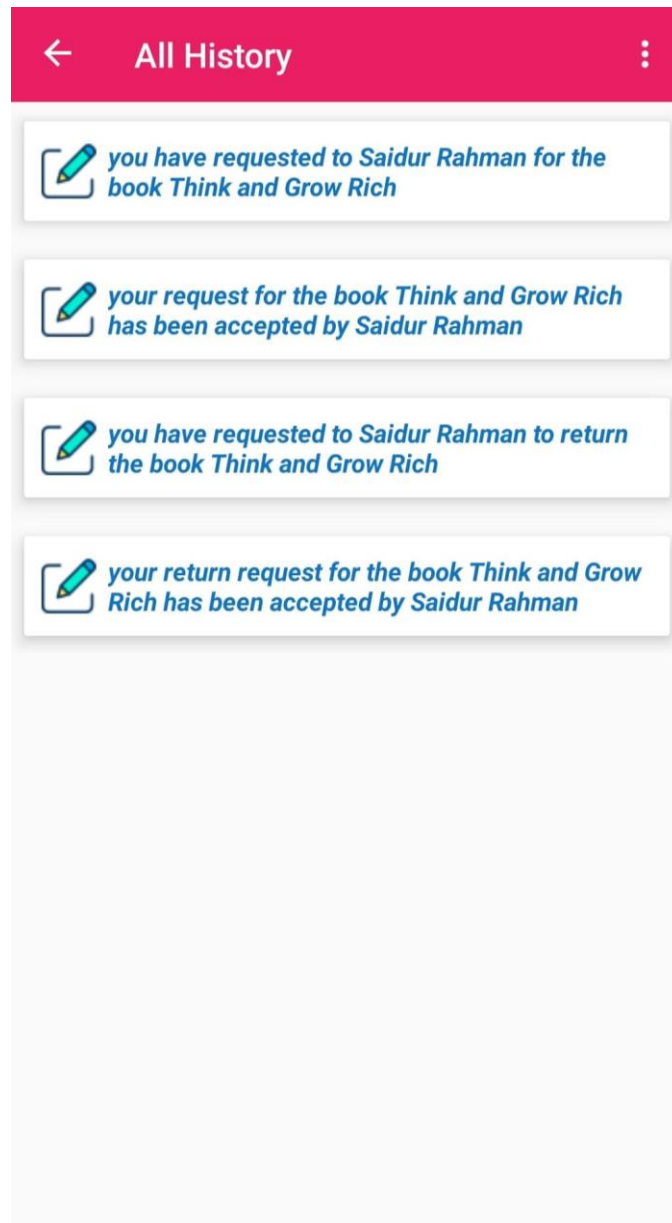 All History
you have requested to Saidur Rahman for the
book Think and Grow Rich
your request for the book Think and Grow Rich
has been accepted by Saidur Rahman
you have requested to Saidur Rahman to return
the book Think and Grow Rich
your return request for the book Think and Grow
Rich has been accepted by Saidur Rahman